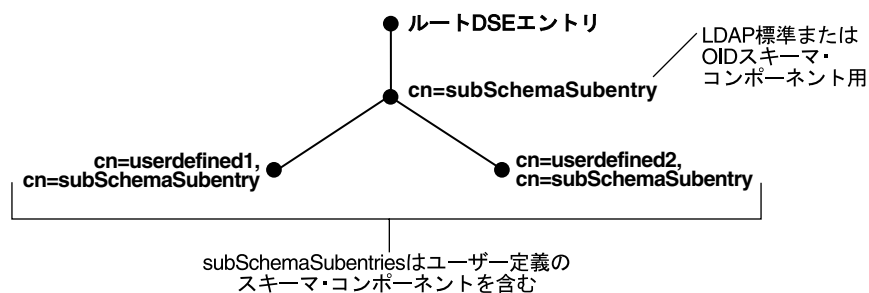 ルートDSEエントリ
LDAP標準または
OIDスキーマ・
コンポーネント用
cn=subSchemaSubentry
cn=userdefined1,
cn=subSchemaSubentry
cn=userdefined2,
cn=subSchemaSubentry
subSchemaSubentriesはユーザー定義の
スキーマ・コンポーネントを含む